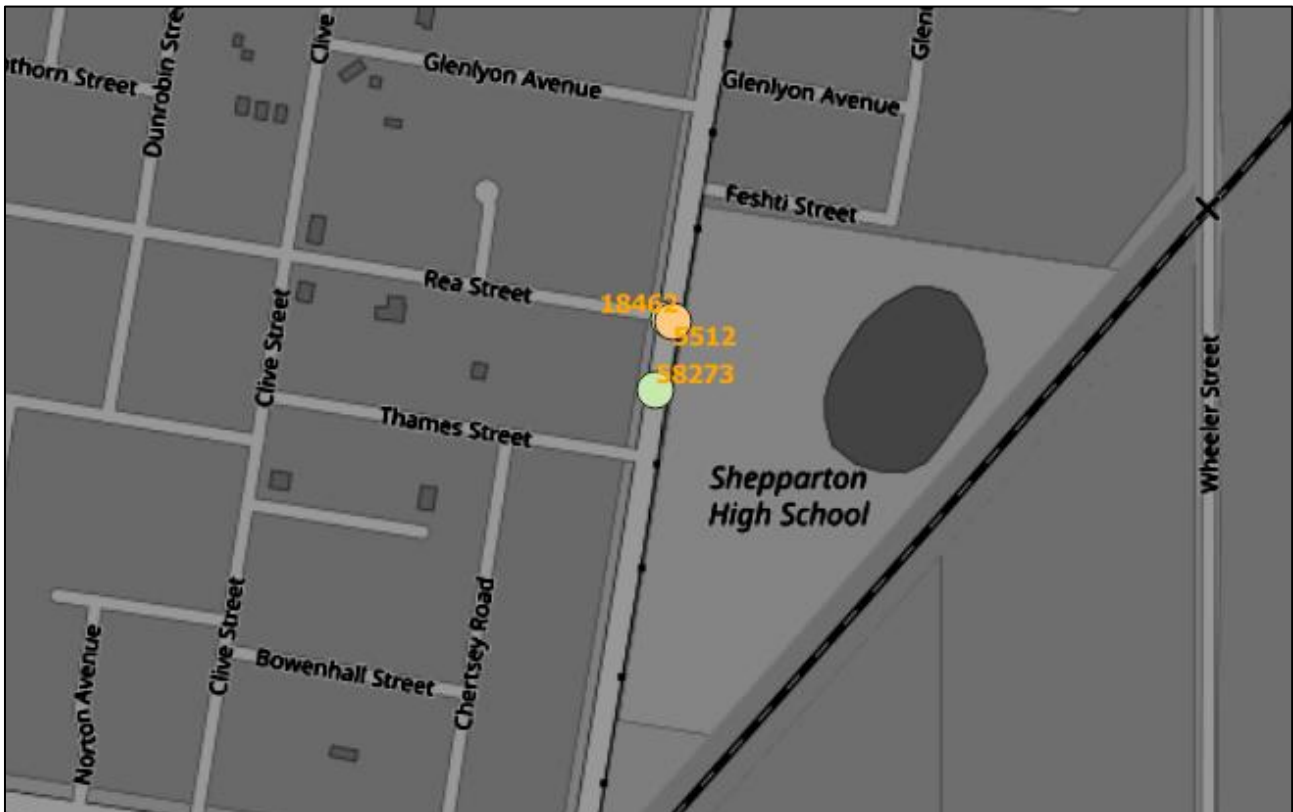 Clive
Glen
Dunrobin Stre
Glenlyon Avenue
Glenlyon Avenue
thorn Street
Feshti Street
Rea Street
18462
5512
58273
Clive Street
Thames Street
Wheeler Street
Shepparton
High School
Clive Street
Chertsey Road
Norton Avenue
Bowenhall Street